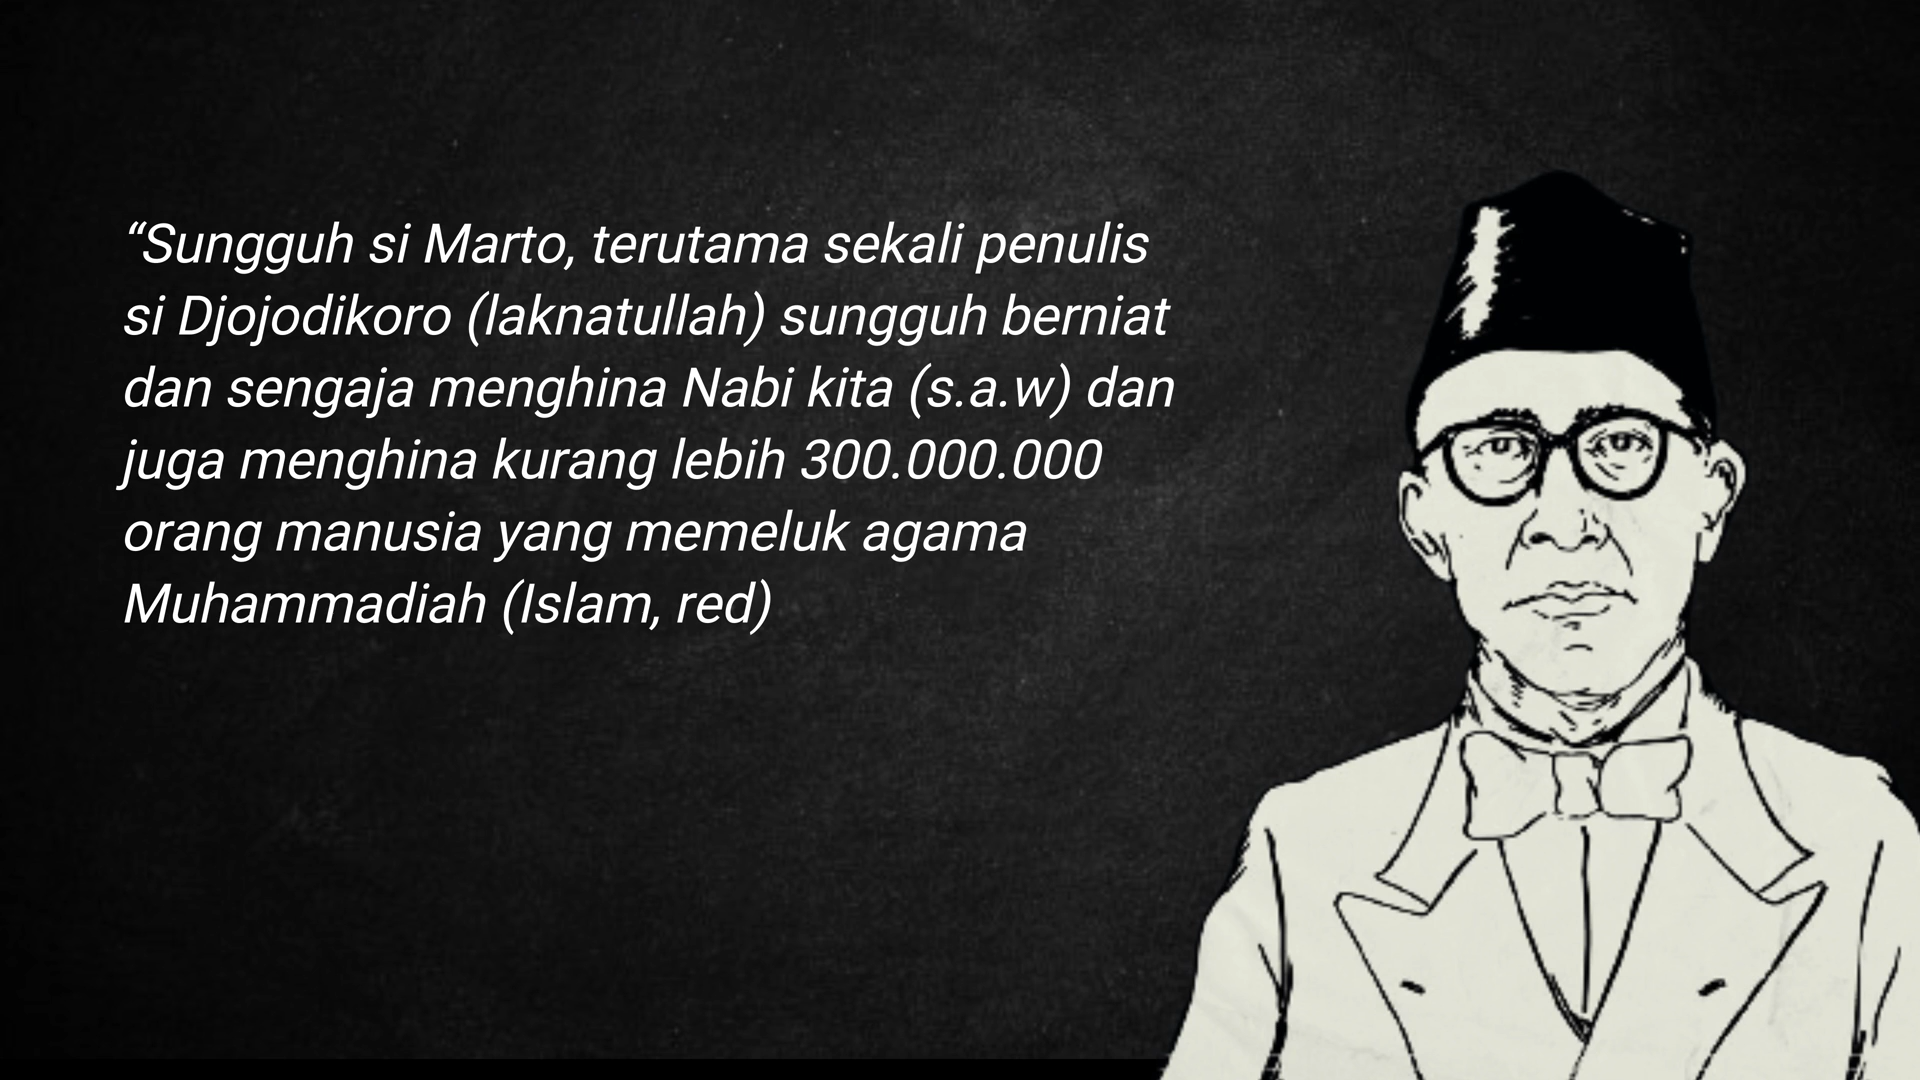 “Sungguh si Marto, terutama sekali penulis
si Djojodikoro (laknatullah) sungguh berniat
dan sengaja menghina Nabi kita (s.a.w) dan
juga menghina kurang lebih 300.000.000
orang manusia yang memeluk agama
Muhammadiah (Islam, red)